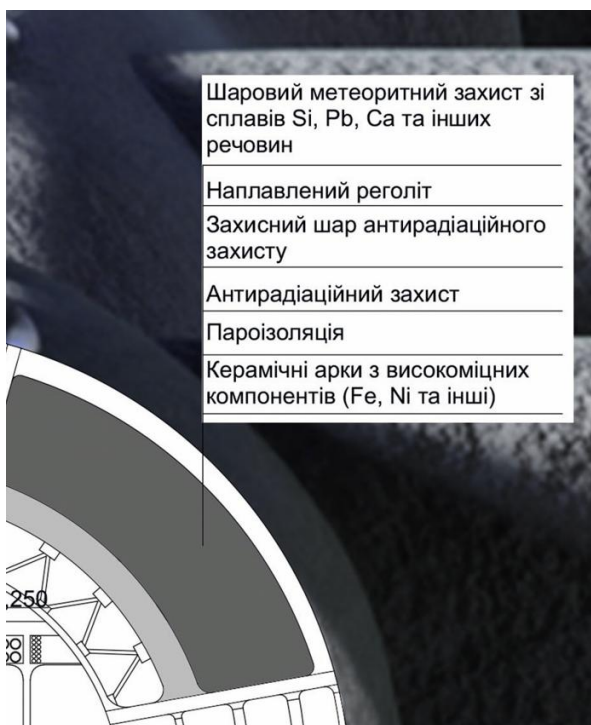 Шаровий метеоритний захист зі
сплавів Si, Pb, Ca та інших
речовин
Наплавлений реголіт
Захисний шар антирадіаційного
захисту
Антирадіаційний захист
Пароізоляція
Керамічні арки з високоміцних
компонентів (Fe, Ni та інші)
,250